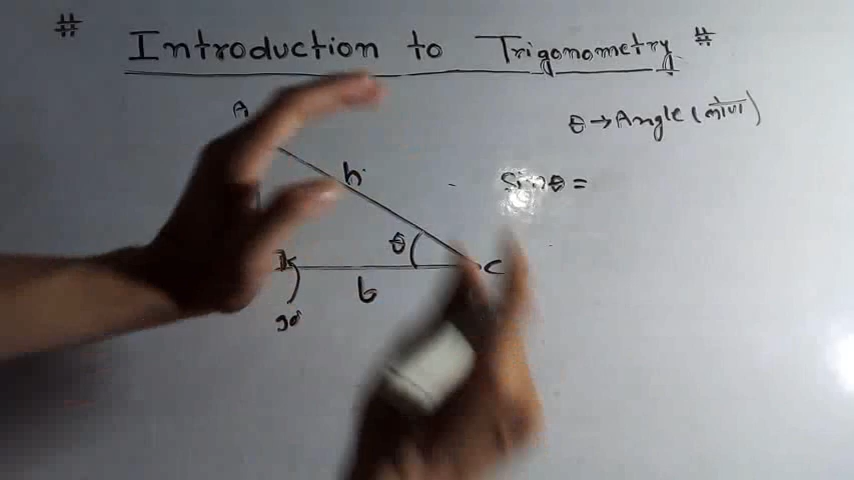 # Introduction to Trigonometry #
A
θ → Angle (कोण)
h
sinθ =
θ
C
b
90°